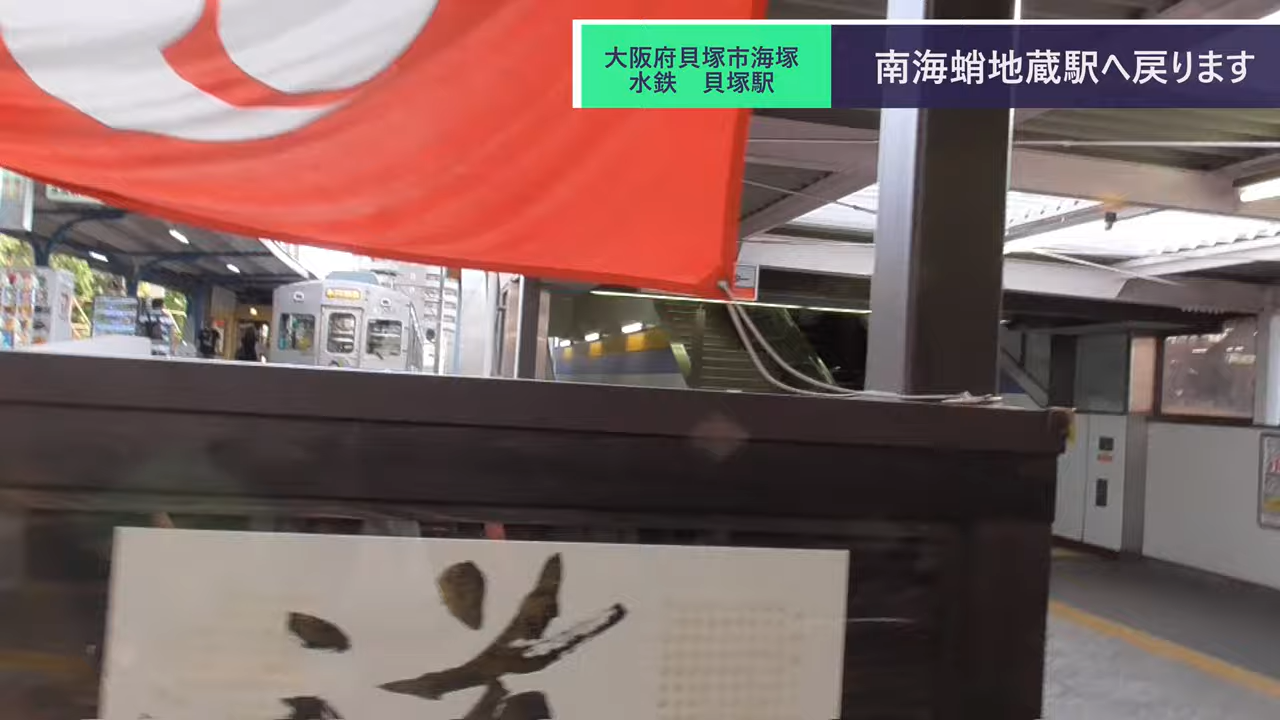 大阪府貝塚市海塚
水鉄　貝塚駅
南海蛸地蔵駅へ戻ります